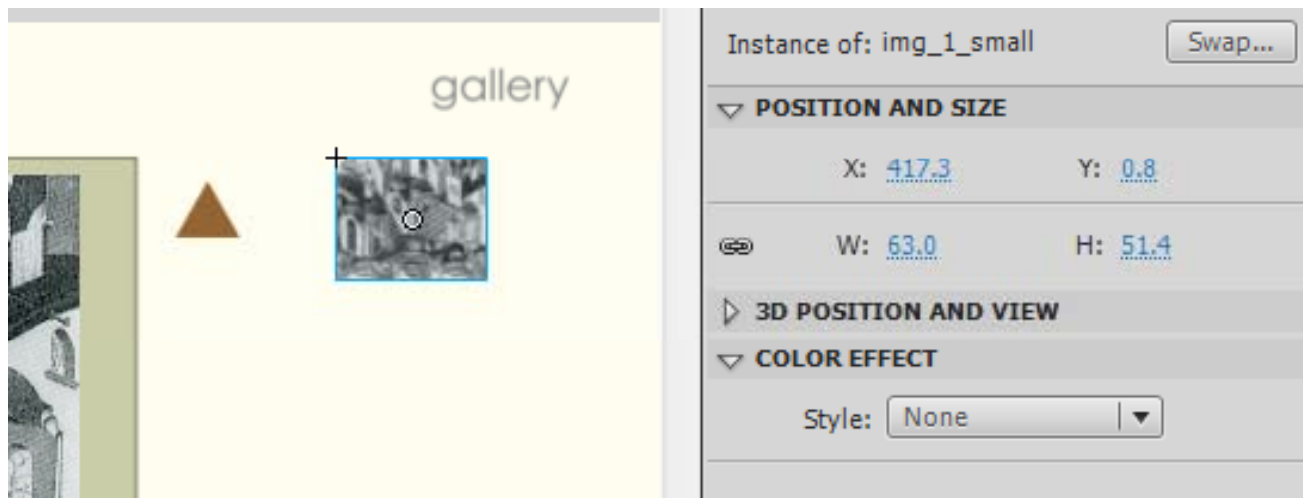 gallery
Instance of: img_1_small
Swap...
POSITION AND SIZE
X: 417.3 Y: 0.8
W: 63.0 H: 51.4
3D POSITION AND VIEW
COLOR EFFECT
Style: None